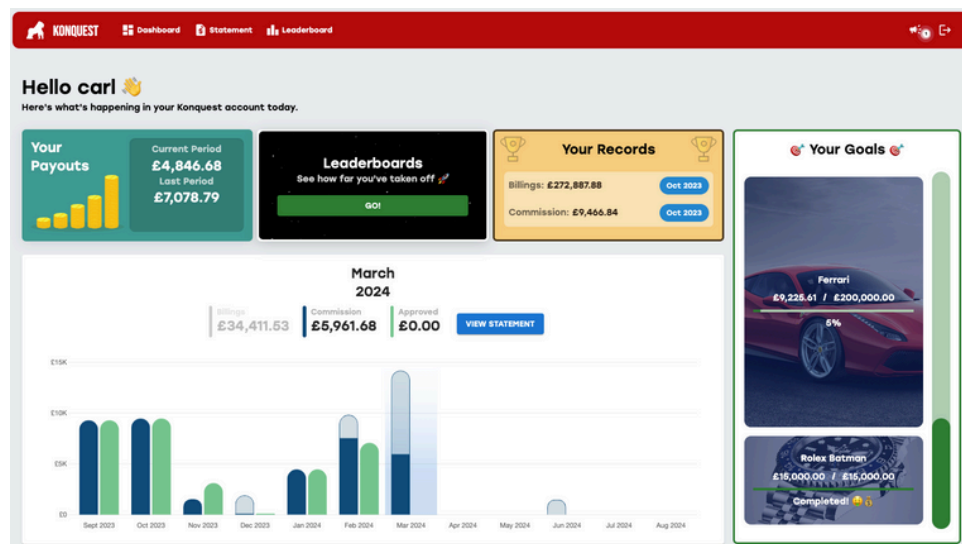 KONQUEST Dashboard Statement Leaderboard
Hello carl 👋
Here's what's happening in your Konquest account today.
Your
Payouts
Current Period
£4,846.68
Last Period
£7,078.79
Leaderboards
See how far you've taken off 🚀
GO!
Your Records
Billings: £272,887.88 Oct 2023
Commission: £9,466.84 Oct 2023
🎯 Your Goals 🎯
Ferrari
£9,225.61 / £200,000.00
5%
Rolex Batman
£15,000.00 / £15,000.00
Completed! 🤑💰
March
2024
Billings
£34,411.53
Commission
£5,961.68
Approved
£0.00
VIEW STATEMENT
£15K
£10K
£5K
£0
Sept 2023 Oct 2023 Nov 2023 Dec 2023 Jan 2024 Feb 2024 Mar 2024 Apr 2024 May 2024 Jun 2024 Jul 2024 Aug 2024